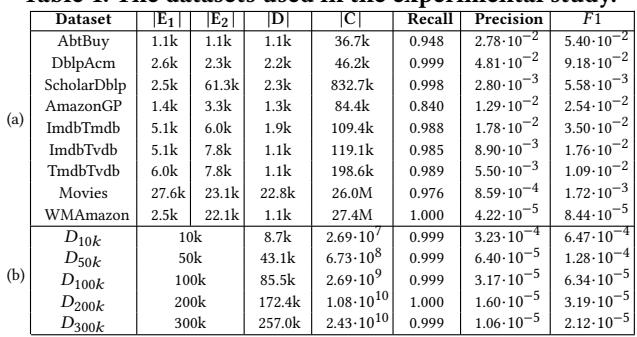 Table 1: The datasets used in the experimental study.
Dataset |E₁| |E₂| |D| |C| Recall Precision F1
AbtBuy 1.1k 1.1k 1.1k 36.7k 0.948 2.78·10⁻² 5.40·10⁻²
DblpAcm 2.6k 2.3k 2.2k 46.2k 0.999 4.81·10⁻² 9.18·10⁻²
ScholarDblp 2.5k 61.3k 2.3k 832.7k 0.998 2.80·10⁻³ 5.58·10⁻³
AmazonGP 1.4k 3.3k 1.3k 84.4k 0.840 1.29·10⁻² 2.54·10⁻²
(a)
ImdbTmdb 5.1k 6.0k 1.9k 109.4k 0.988 1.78·10⁻² 3.50·10⁻²
ImdbTvdb 5.1k 7.8k 1.1k 119.1k 0.985 8.90·10⁻³ 1.76·10⁻²
TmdbTvdb 6.0k 7.8k 1.1k 198.6k 0.989 5.50·10⁻³ 1.09·10⁻²
Movies 27.6k 23.1k 22.8k 26.0M 0.976 8.59·10⁻⁴ 1.72·10⁻³
WMAmazon 2.5k 22.1k 1.1k 27.4M 1.000 4.22·10⁻⁵ 8.44·10⁻⁵
D₁₀ₖ 10k 8.7k 2.69·10⁷ 0.999 3.23·10⁻⁴ 6.47·10⁻⁴
D₅₀ₖ 50k 43.1k 6.73·10⁸ 0.999 6.40·10⁻⁵ 1.28·10⁻⁴
(b) D₁₀₀ₖ 100k 85.5k 2.69·10⁹ 0.999 3.17·10⁻⁵ 6.34·10⁻⁵
D₂₀₀ₖ 200k 172.4k 1.08·10¹⁰ 1.000 1.60·10⁻⁵ 3.19·10⁻⁵
D₃₀₀ₖ 300k 257.0k 2.43·10¹⁰ 0.999 1.06·10⁻⁵ 2.12·10⁻⁵